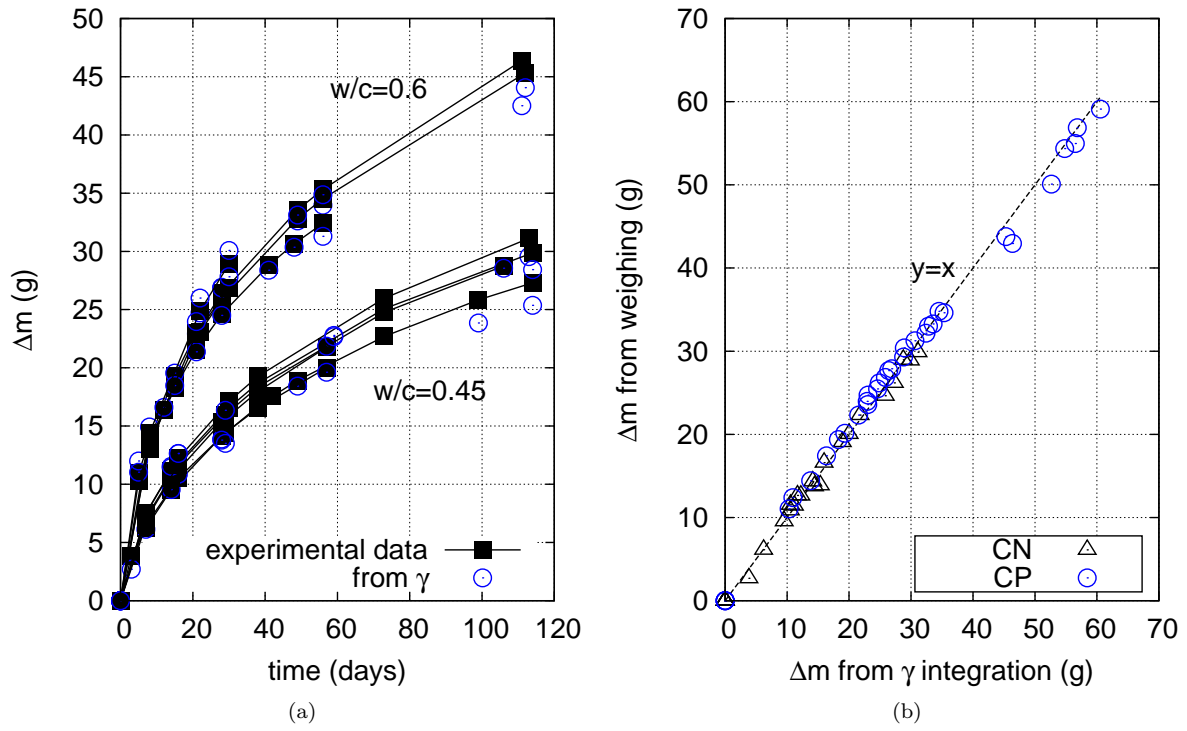 50
45
40
35
30
25
20
15
10
5
0
Δm (g)
w/c=0.6
w/c=0.45
experimental data
from γ
0 20 40 60 80 100 120
time (days)
(a)
70
60
50
40
30
20
10
0
Δm from weighing (g)
y=x
CN
CP
0 10 20 30 40 50 60 70
Δm from γ integration (g)
(b)